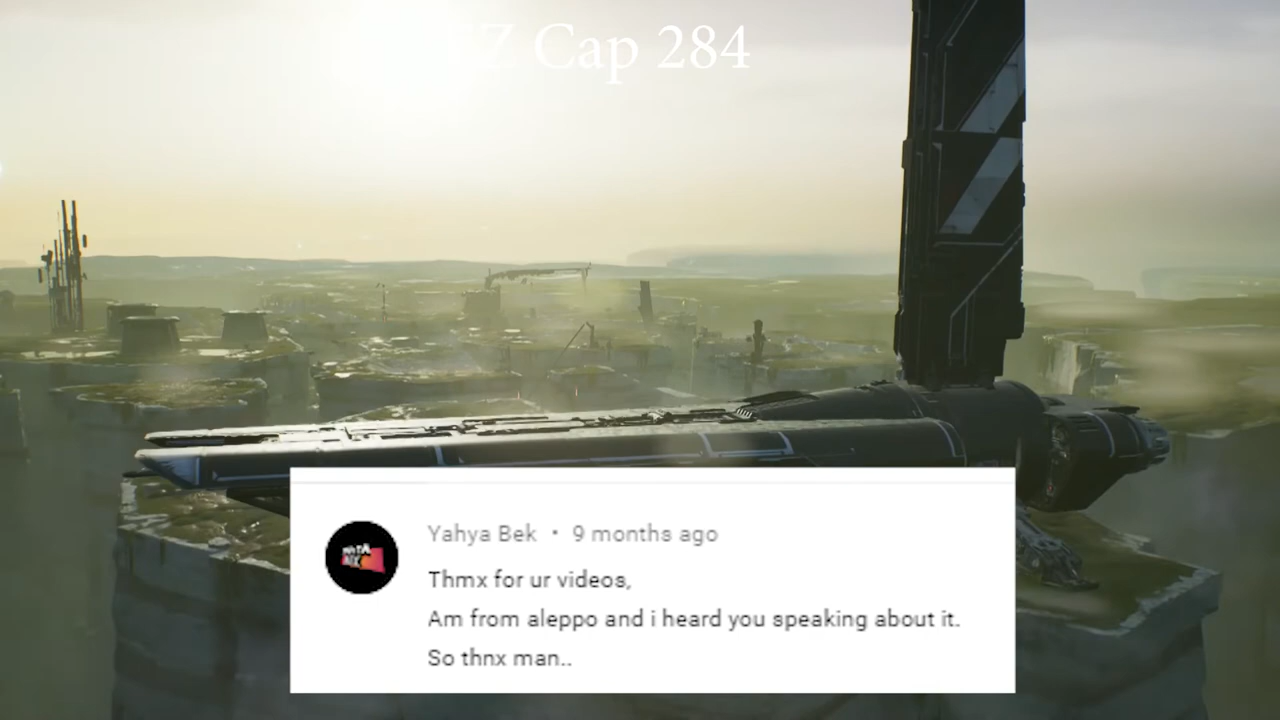 Z Cap 284
Yahya Bek • 9 months ago
Thmx for ur videos,
Am from aleppo and i heard you speaking about it.
So thnx man..